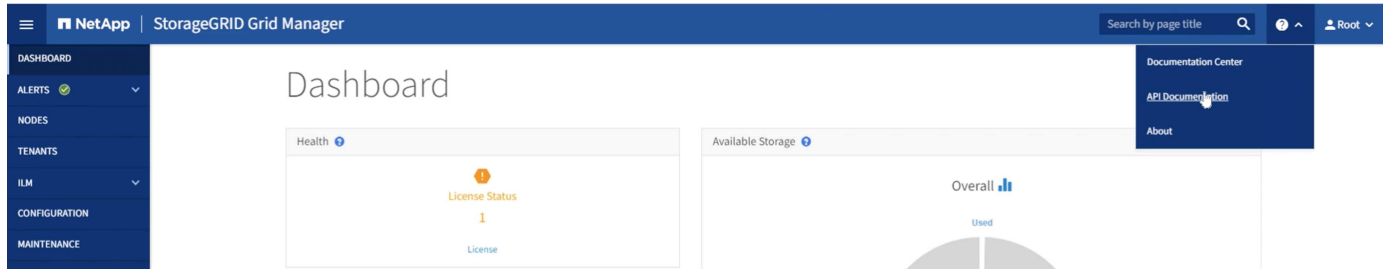 NetApp | StorageGRID Grid Manager
Search by page title
Root
DASHBOARD
ALERTS
NODES
TENANTS
ILM
CONFIGURATION
MAINTENANCE
Dashboard
Documentation Center
API Documentation
About
Health
License Status
1
License
Available Storage
Overall
Used